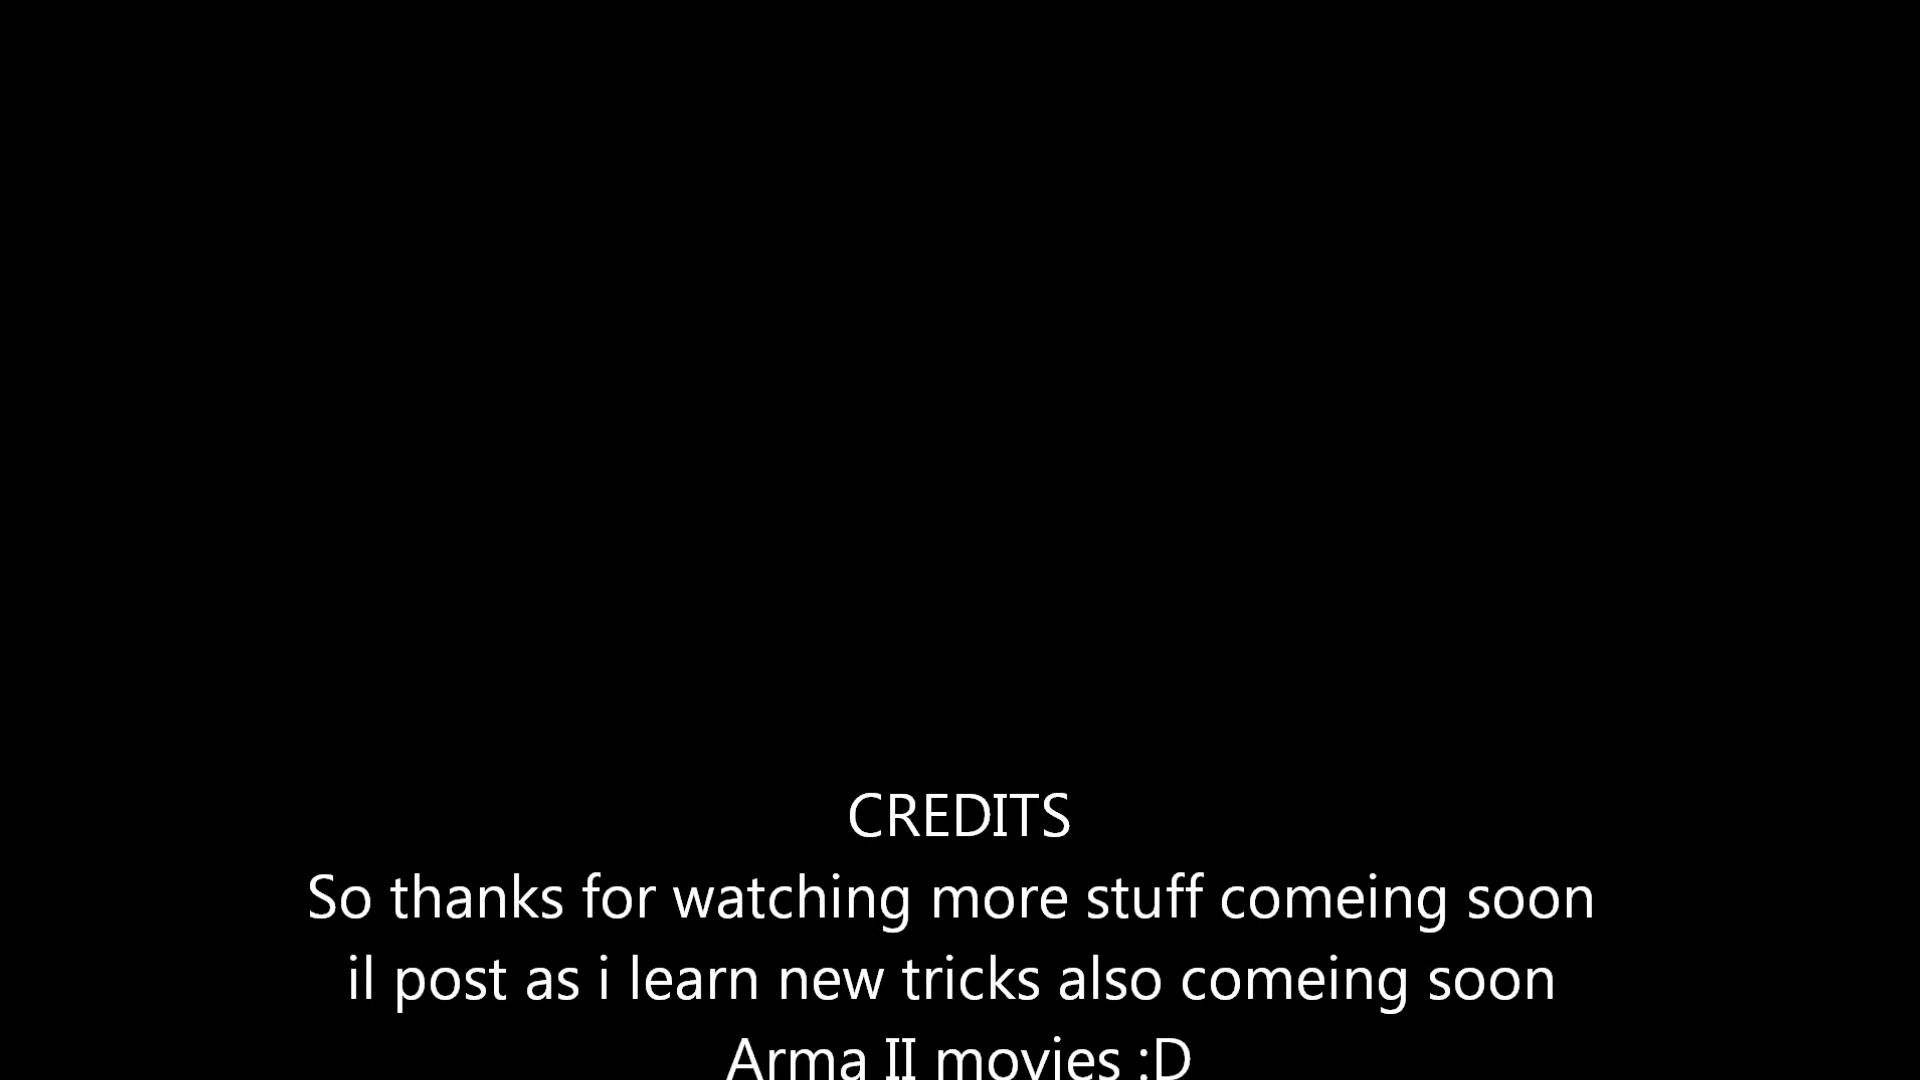 CREDITS
So thanks for watching more stuff comeing soon
il post as i learn new tricks also comeing soon
Arma II movies :D